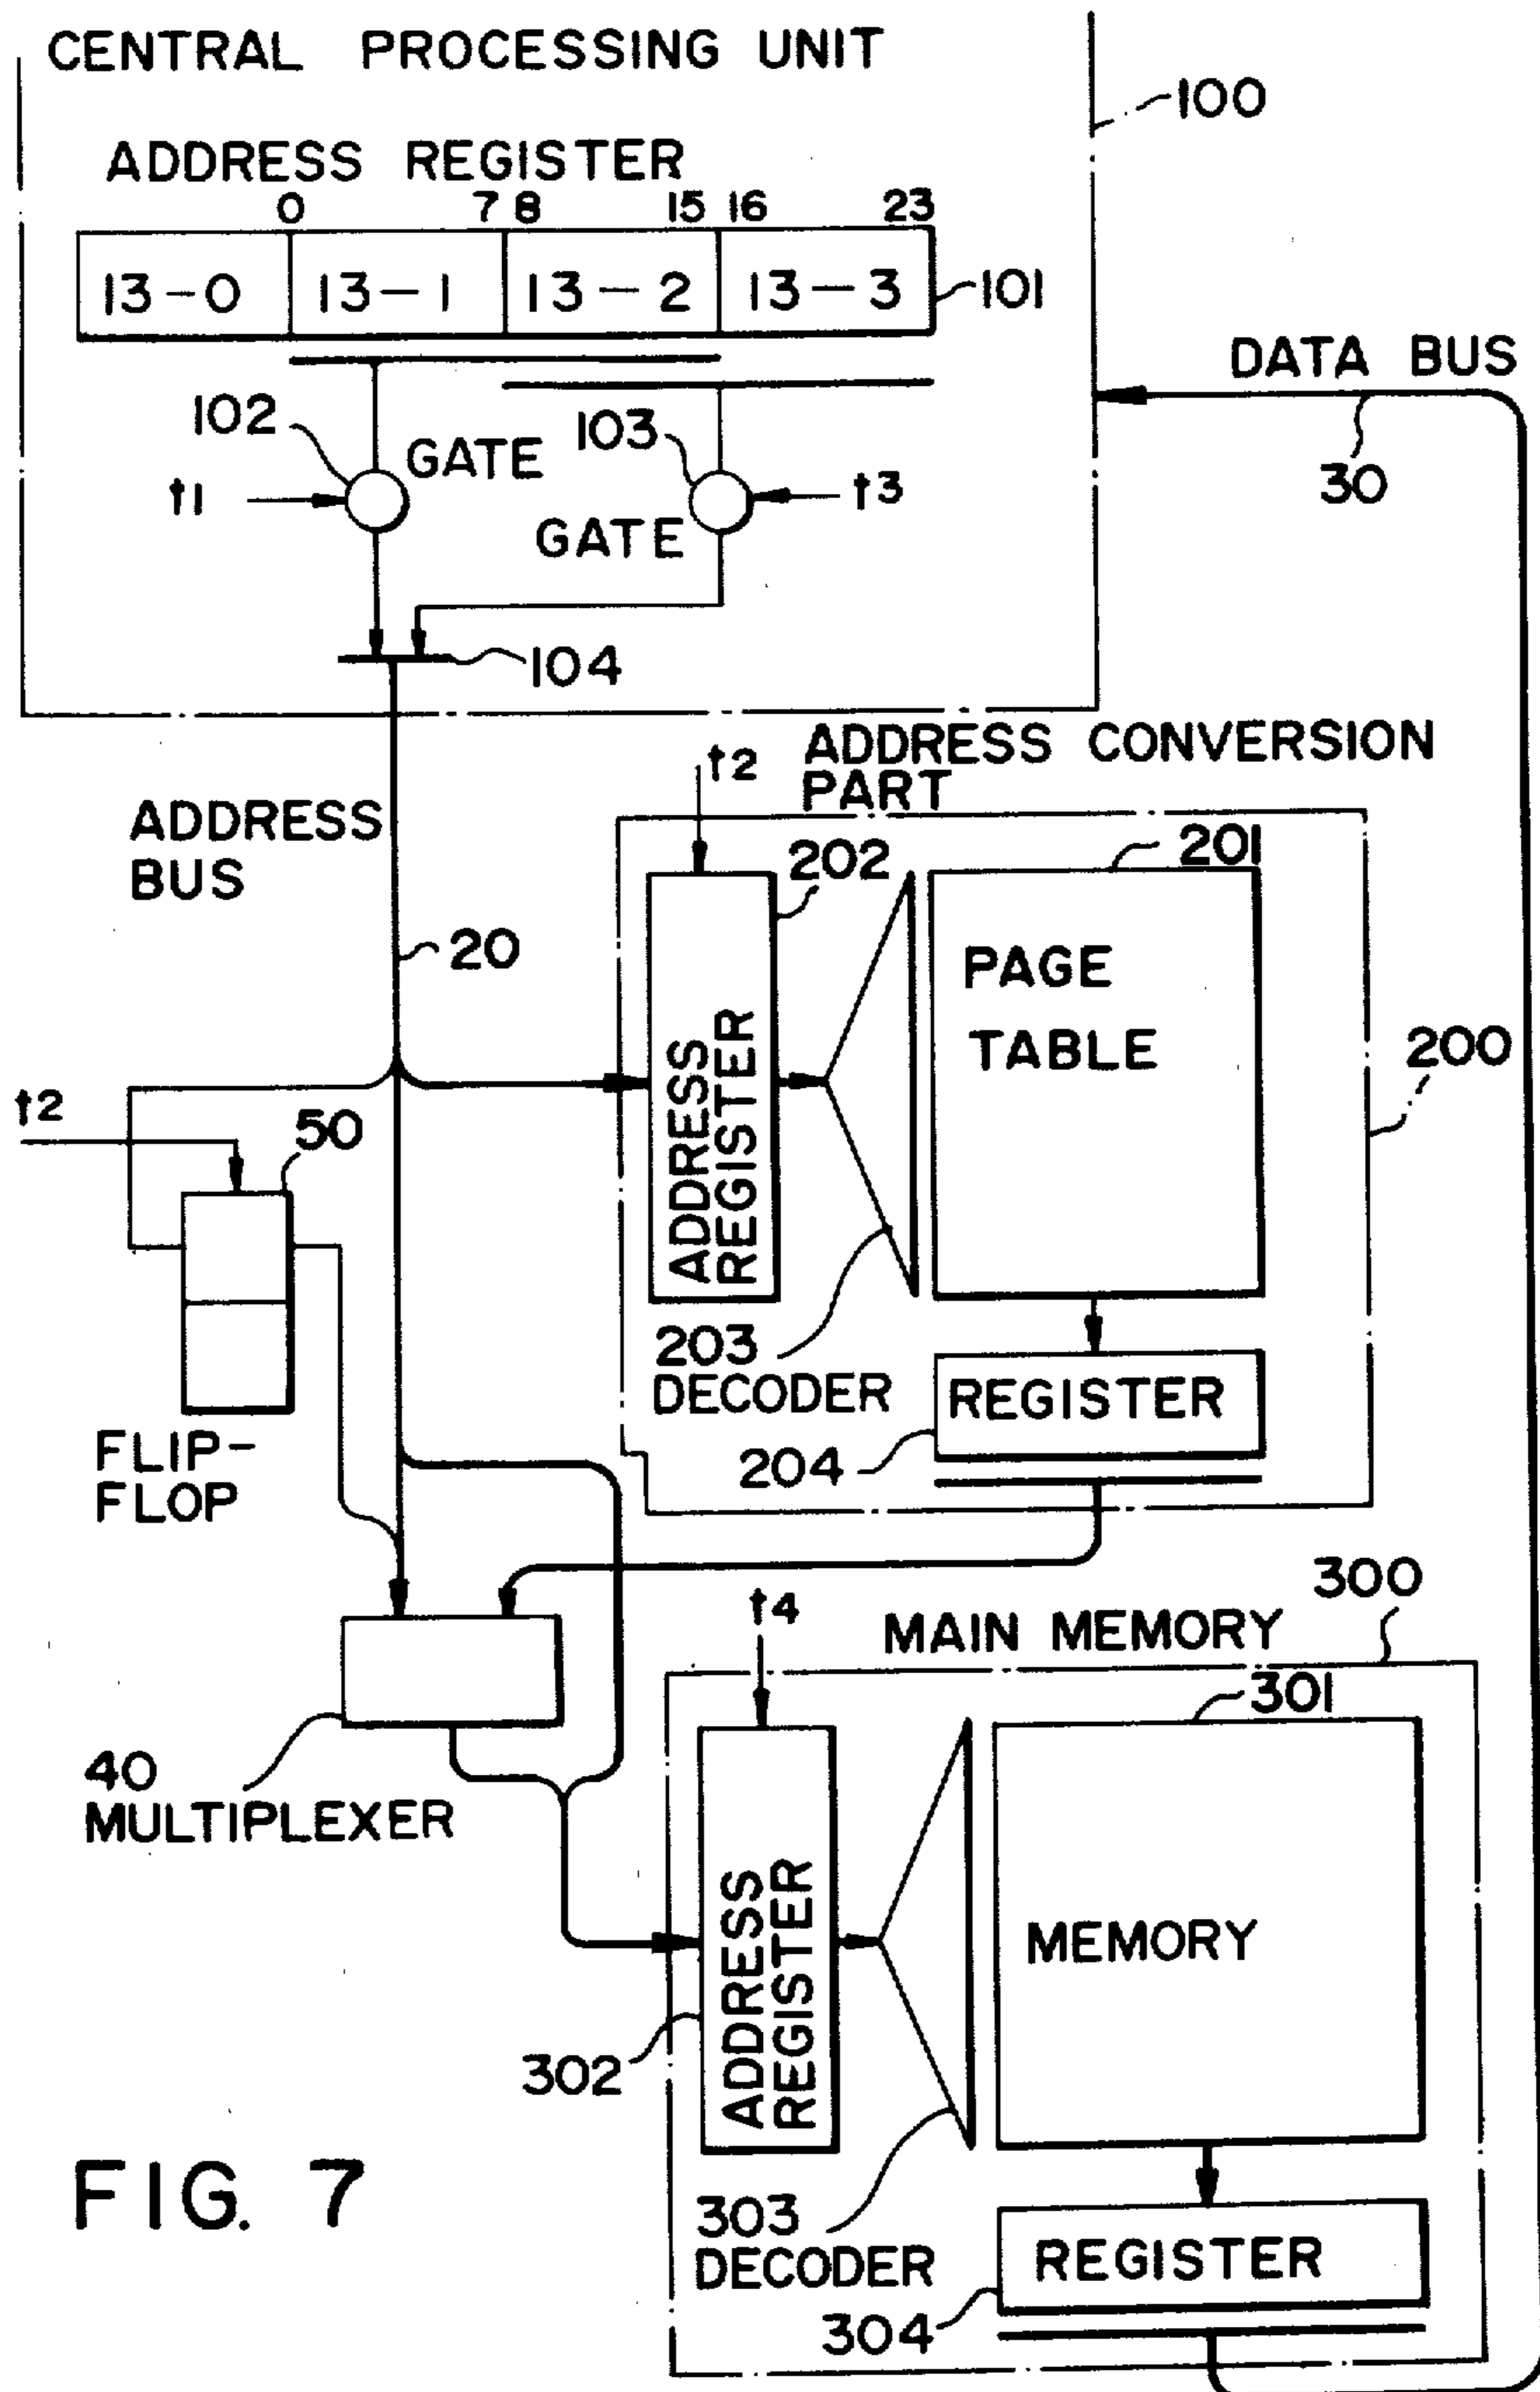 CENTRAL PROCESSING UNIT
100
ADDRESS REGISTER
0 7 8 15 16 23
13-0 13-1 13-2 13-3
101
DATA BUS
30
102
GATE
103
t1
t3
GATE
104
ADDRESS CONVERSION
PART
t2
ADDRESS
BUS
202
201
20
PAGE
TABLE
200
ADDRESS
REGISTER
t2
50
203
DECODER
REGISTER
204
FLIP-
FLOP
300
t4
MAIN MEMORY
301
40
MULTIPLEXER
ADDRESS
REGISTER
MEMORY
302
303
DECODER
REGISTER
304
FIG. 7